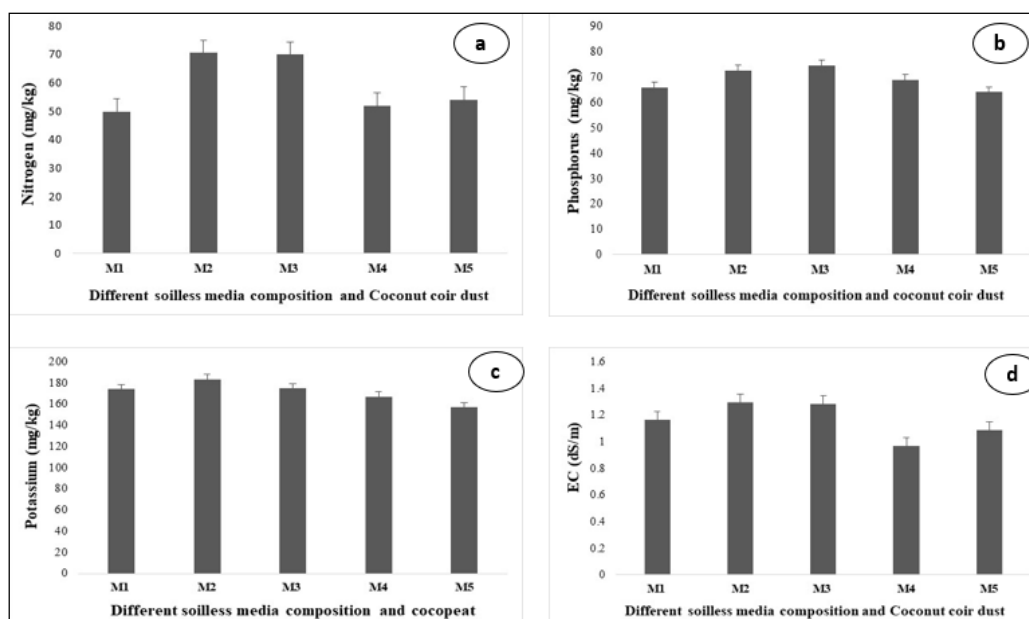 a
Nitrogen (mg/kg)
80
70
60
50
40
30
20
10
0
M1 M2 M3 M4 M5
Different soilless media composition and Coconut coir dust
b
Phosphorus (mg/kg)
90
80
70
60
50
40
30
20
10
0
M1 M2 M3 M4 M5
Different soilless media composition and coconut coir dust
c
Potassium (mg/kg)
200
180
160
140
120
100
80
60
40
20
0
M1 M2 M3 M4 M5
Different soilless media composition and cocopeat
d
EC (dS/m)
1.6
1.4
1.2
1
0.8
0.6
0.4
0.2
0
M1 M2 M3 M4 M5
Different soilless media composition and Coconut coir dust